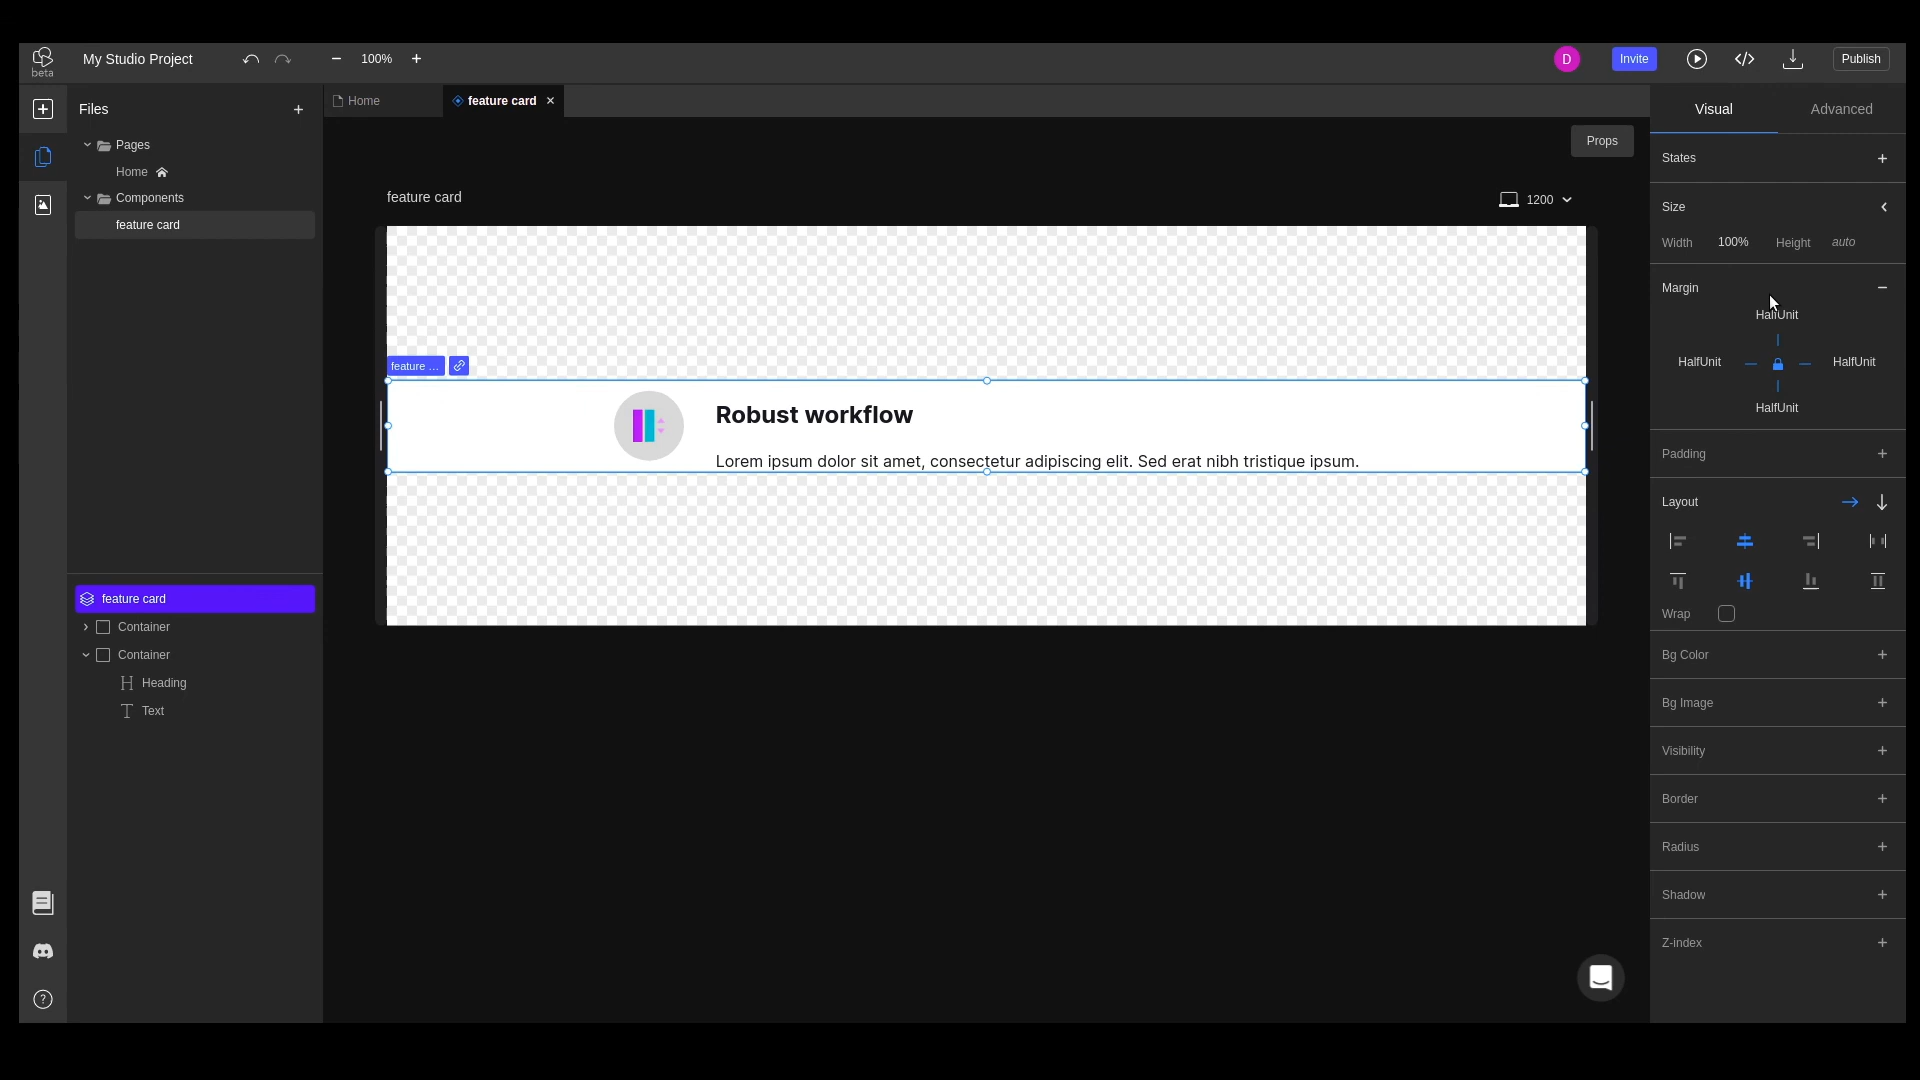 beta
My Studio Project
100%
D
Invite
Publish
Files
Home
feature card
Visual
Advanced
Pages
Home
Components
feature card
Props
feature card
1200
feature ...
Robust workflow
Lorem ipsum dolor sit amet, consectetur adipiscing elit. Sed erat nibh tristique ipsum.
feature card
Container
Container
Heading
Text
?
States
Size
Width 100% Height auto
Margin
HalfUnit
HalfUnit HalfUnit
HalfUnit
Padding
Layout
Wrap
Bg Color
Bg Image
Visibility
Border
Radius
Shadow
Z-index